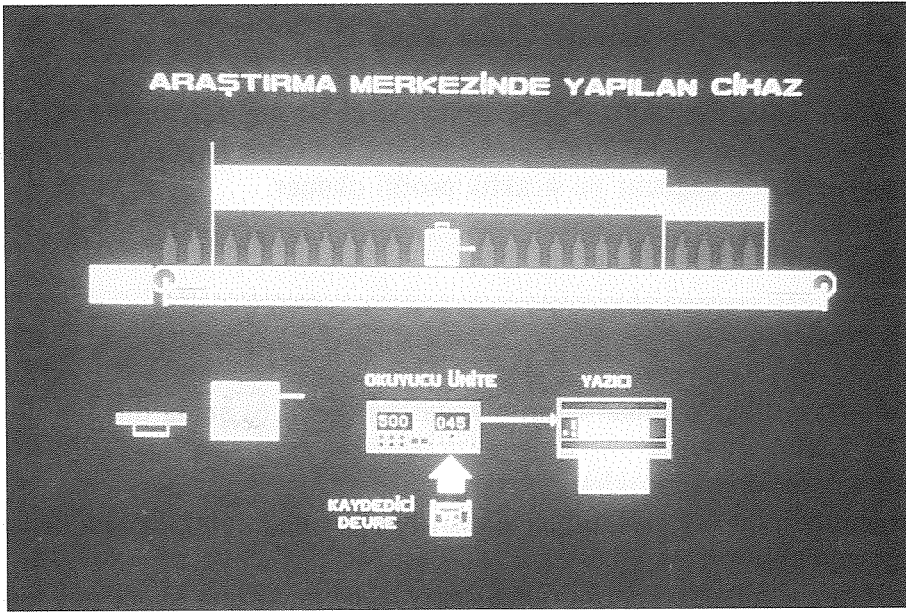 ARAŞTIRMA MERKEZİNDE YAPILAN CİHAZ
OKUYUCU ÜNİTE
YAZICI
500 045
KAYDEDİCİ
DEVRE